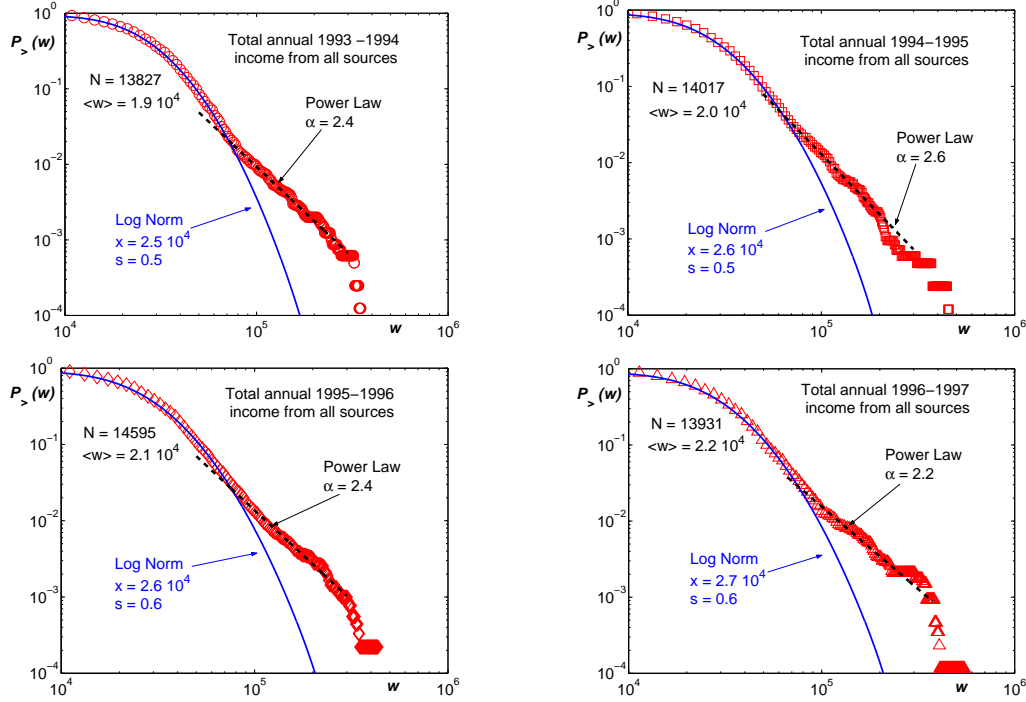 P> (w)
10^0
10^-1
10^-2
10^-3
10^-4
10^4
10^5
10^6
w
Total annual 1993 −1994
income from all sources
N = 13827
<w> = 1.9 10^4
Power Law
α = 2.4
Log Norm
x = 2.5 10^4
s = 0.5
P> (w)
10^0
10^-1
10^-2
10^-3
10^-4
10^4
10^5
10^6
w
Total annual 1994−1995
income from all sources
N = 14017
<w> = 2.0 10^4
Power Law
α = 2.6
Log Norm
x = 2.6 10^4
s = 0.5
P> (w)
10^0
10^-1
10^-2
10^-3
10^-4
10^4
10^5
10^6
w
Total annual 1995−1996
income from all sources
N = 14595
<w> = 2.1 10^4
Power Law
α = 2.4
Log Norm
x = 2.6 10^4
s = 0.6
P> (w)
10^0
10^-1
10^-2
10^-3
10^-4
10^4
10^5
10^6
w
Total annual 1996−1997
income from all sources
N = 13931
<w> = 2.2 10^4
Power Law
α = 2.2
Log Norm
x = 2.7 10^4
s = 0.6